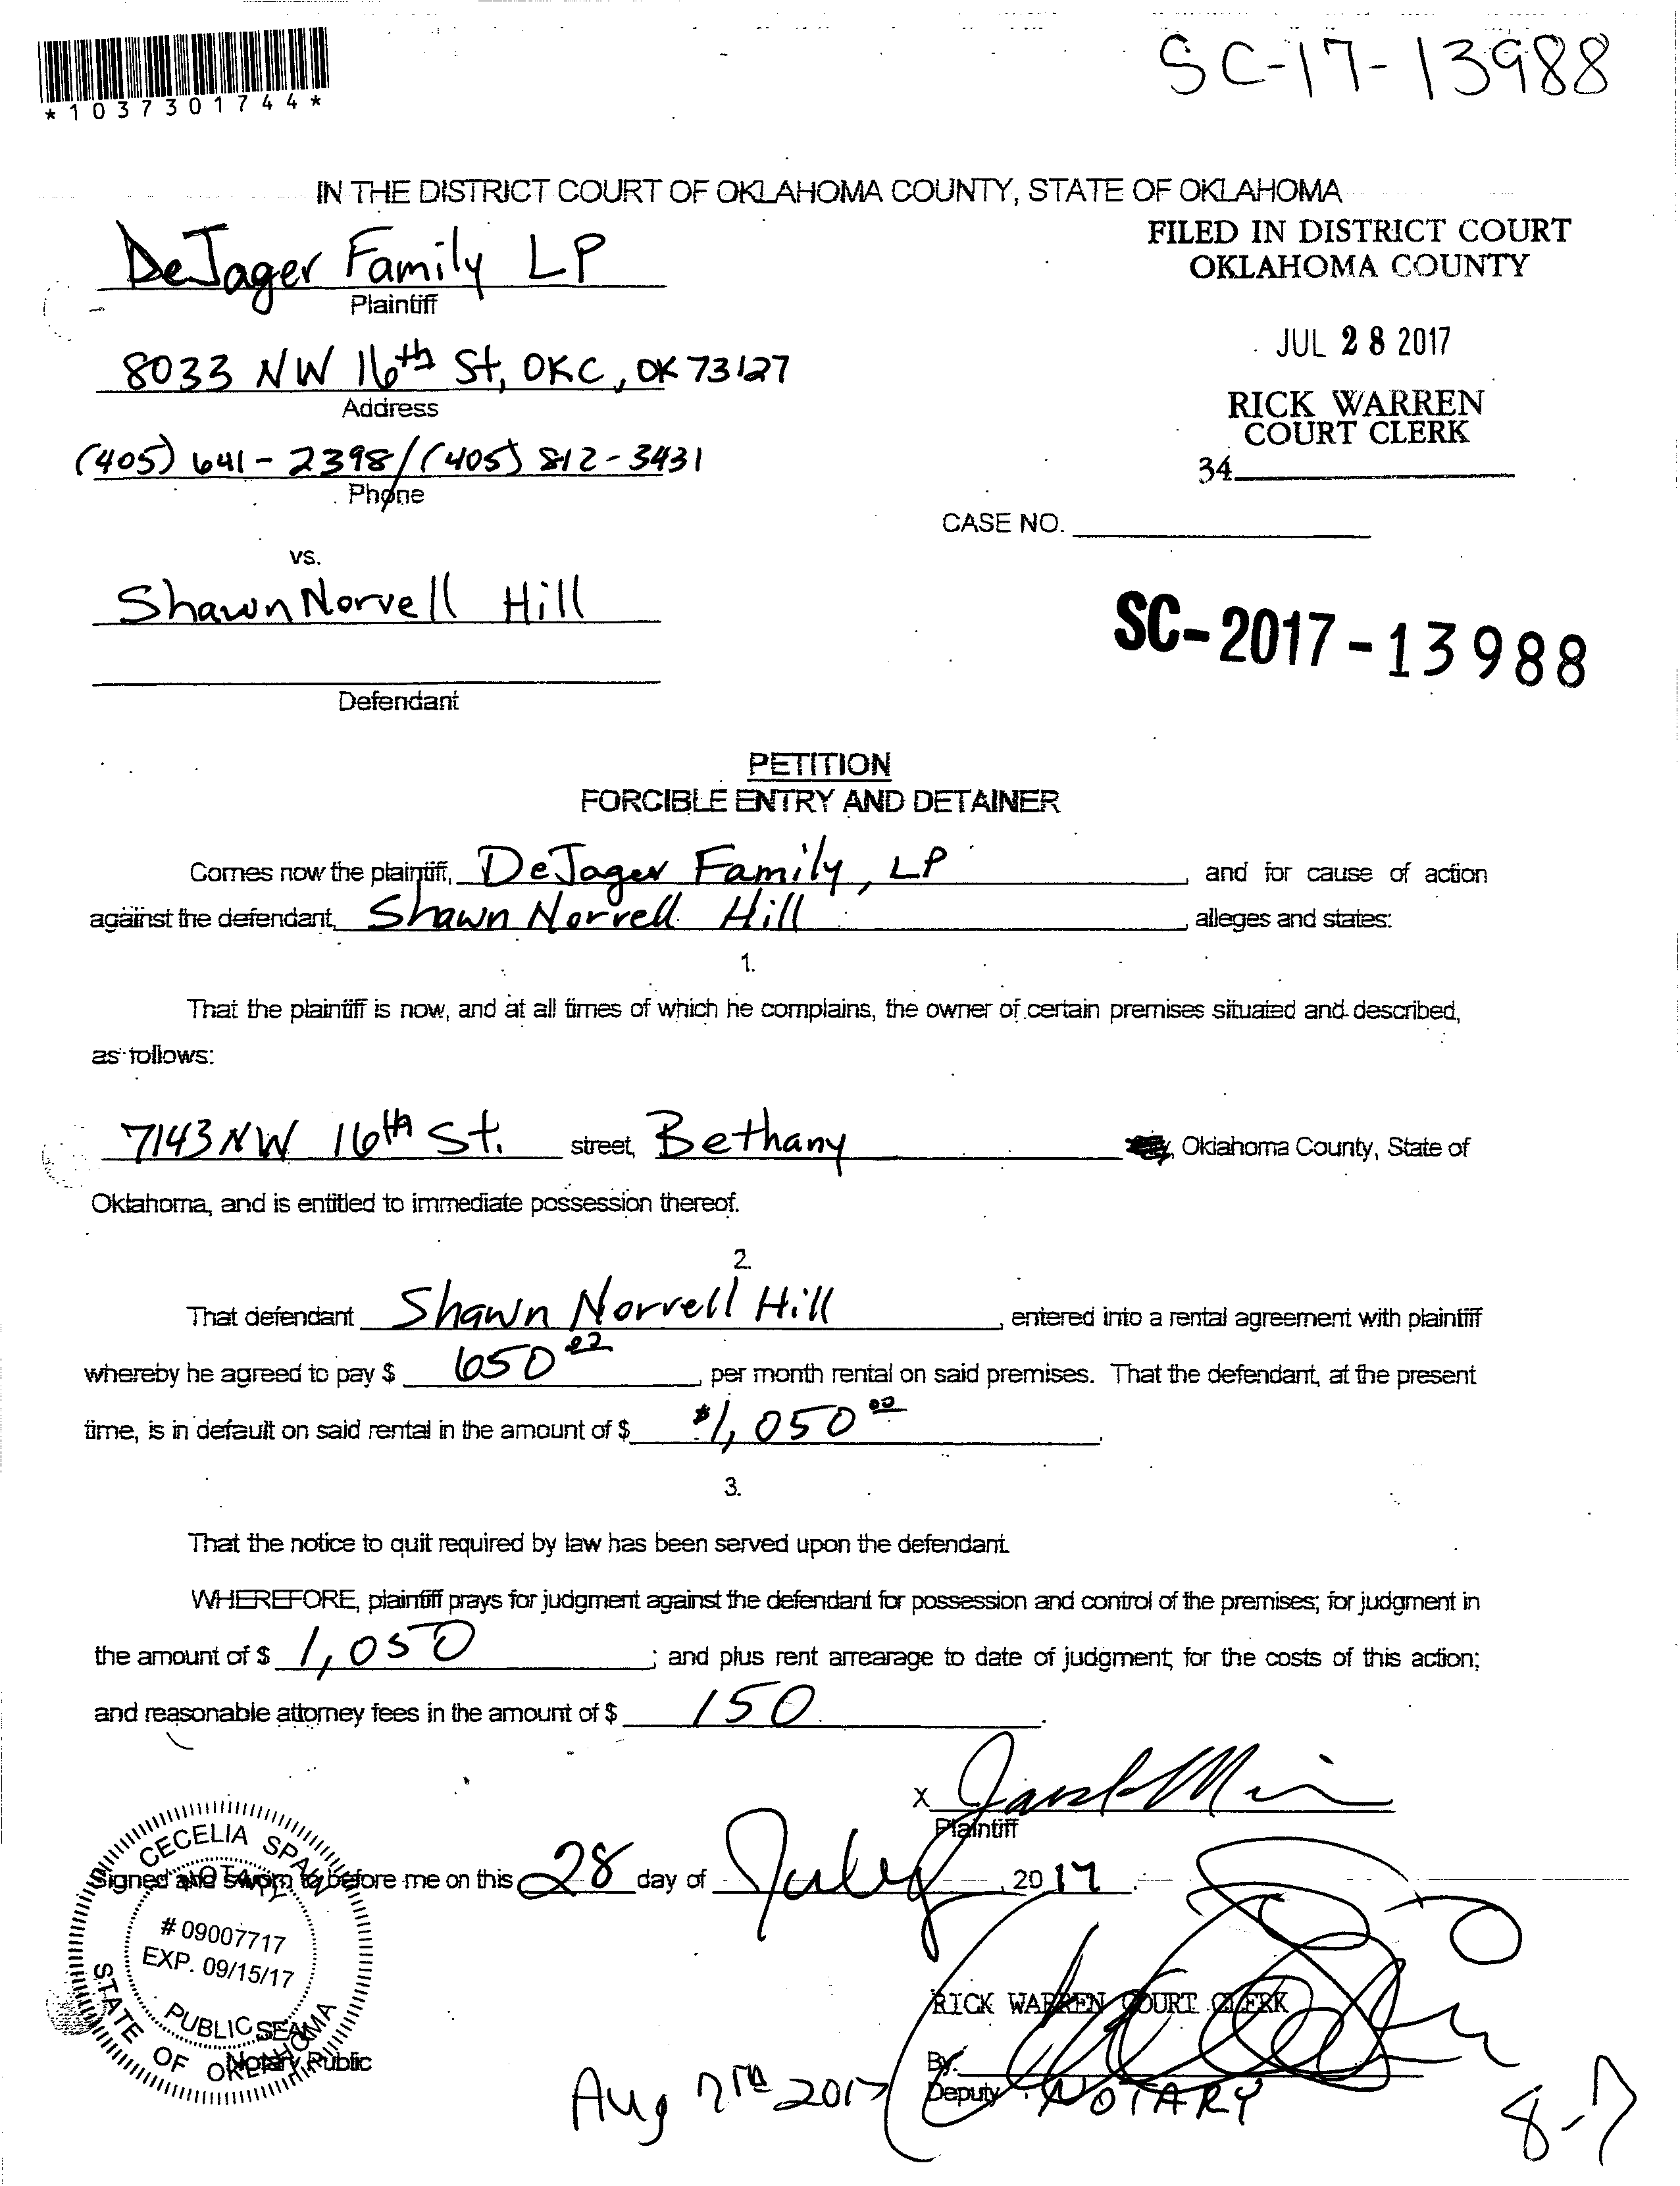 SC-17-13988
*1037301744*
IN THE DISTRICT COURT OF OKLAHOMA COUNTY, STATE OF OKLAHOMA
FILED IN DISTRICT COURT
OKLAHOMA COUNTY
JUL 28 2017
RICK WARREN
COURT CLERK
34
DeJager Family LP
Plaintiff
8033 NW 16th St, OKC, OK 73127
Address
(405) 641-2398/(405) 812-3431
Phone
CASE NO.
vs.
Shawn Norvell Hill
SC-2017-13988
Defendant
PETITION
FORCIBLE ENTRY AND DETAINER
Comes now the plaintiff, DeJager Family, LP and for cause of action
against the defendant, Shawn Norvell Hill, alleges and states:
1.
That the plaintiff is now, and at all times of which he complains, the owner of certain premises situated and described,
as follows:
7143 NW 16th St. street, Bethany, Oklahoma County, State of
Oklahoma, and is entitled to immediate possession thereof.
2.
That defendant Shawn Norvell Hill, entered into a rental agreement with plaintiff
whereby he agreed to pay $ 650.00 per month rental on said premises. That the defendant, at the present
time, is in default on said rental in the amount of $ $1,050.00.
3.
That the notice to quit required by law has been served upon the defendant.
WHEREFORE, plaintiff prays for judgment against the defendant for possession and control of the premises; for judgment in
the amount of $ 1,050; and plus rent arrearage to date of judgment; for the costs of this action;
and reasonable attorney fees in the amount of $ 150.
X
Plaintiff
Signed and sworn to before me on this 28 day of July, 2017.
CECELIA SPAIN
NOTARY
# 09007717
EXP. 09/15/17
PUBLIC
STATE OF OKLAHOMA
SEAL
Notary Public
RICK WARREN COURT CLERK
By:
Deputy NOTARY
Aug 7th 2017
8-7